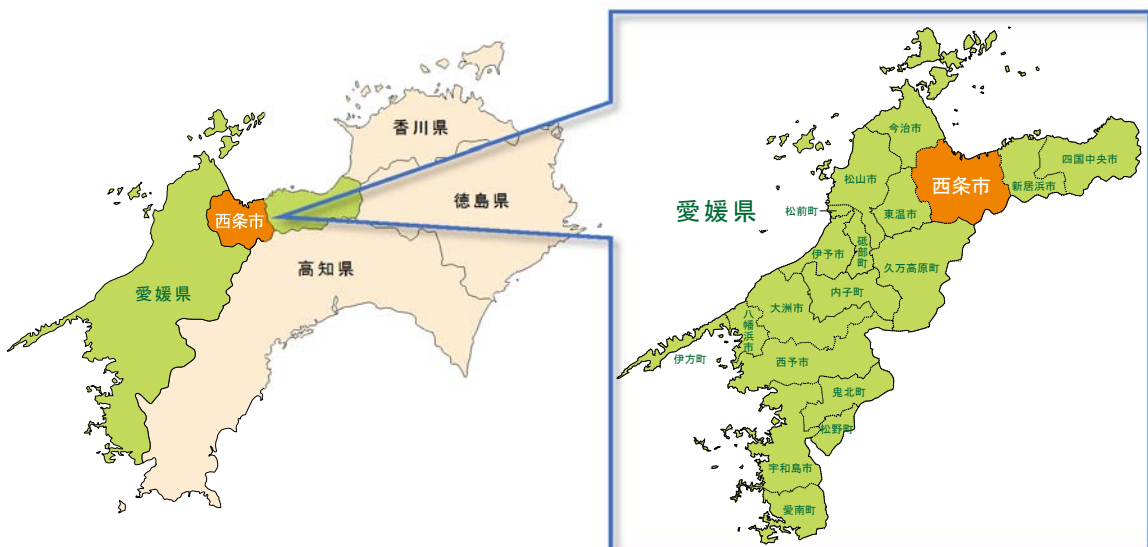 香川県
徳島県
西条市
高知県
愛媛県
愛媛県
今治市
四国中央市
西条市
新居浜市
松山市
東温市
松前町
砥部町
伊予市
久万高原町
内子町
大洲市
八幡浜市
伊方町
西予市
鬼北町
松野町
宇和島市
愛南町